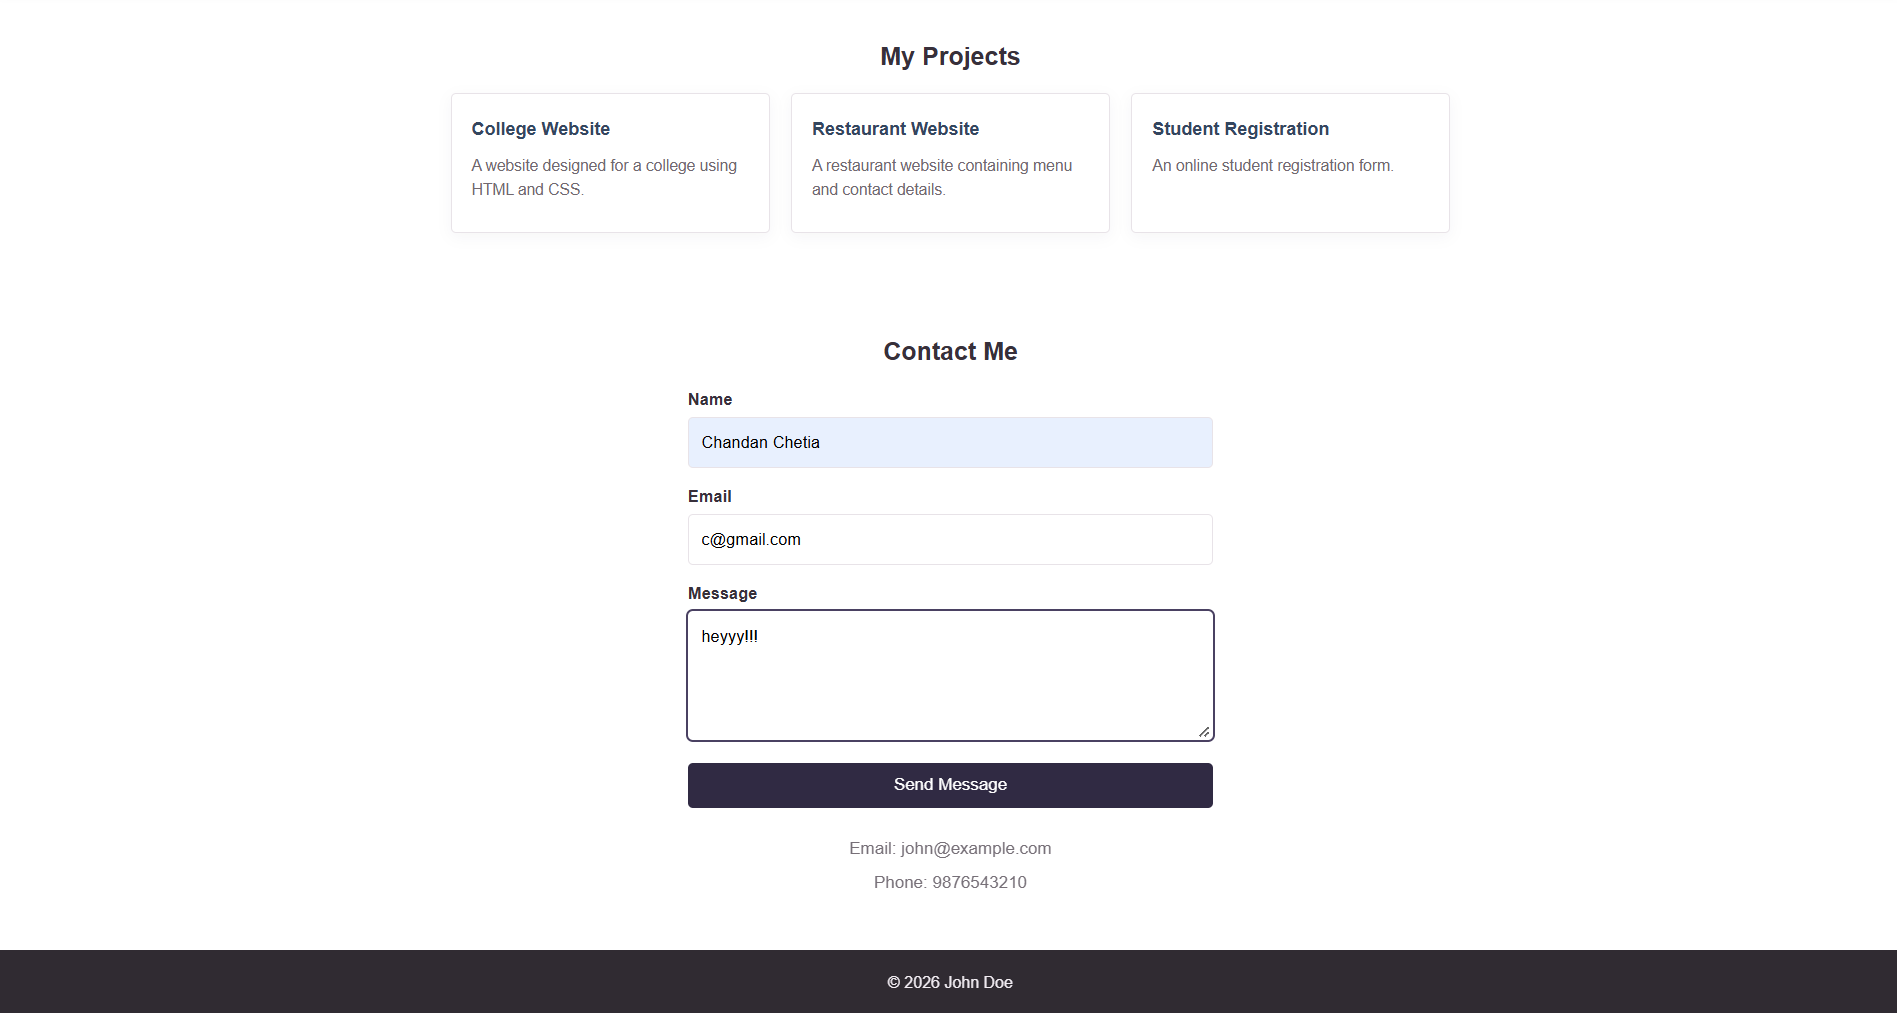 My Projects
College Website
A website designed for a college using
HTML and CSS.
Restaurant Website
A restaurant website containing menu
and contact details.
Student Registration
An online student registration form.
Contact Me
Name
Chandan Chetia
Email
c@gmail.com
Message
heyyy!!!
Send Message
Email: john@example.com
Phone: 9876543210
© 2026 John Doe